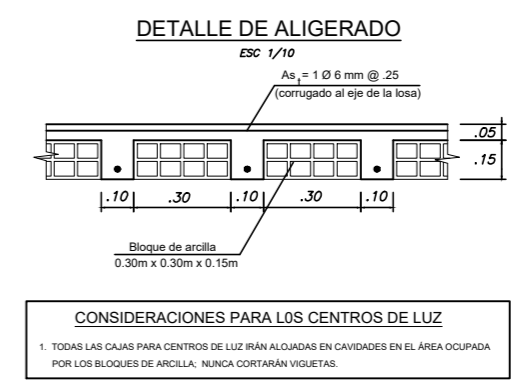 DETALLE DE ALIGERADO
ESC 1/10
As t = 1 Ø 6 mm @ .25
(corrugado al eje de la losa)
.05
.15
.10 .30 .10 .30 .10
Bloque de arcilla
0.30m x 0.30m x 0.15m
CONSIDERACIONES PARA L0S CENTROS DE LUZ
1. TODAS LAS CAJAS PARA CENTROS DE LUZ IRÁN ALOJADAS EN CAVIDADES EN EL ÁREA OCUPADA
POR LOS BLOQUES DE ARCILLA; NUNCA CORTARÁN VIGUETAS.